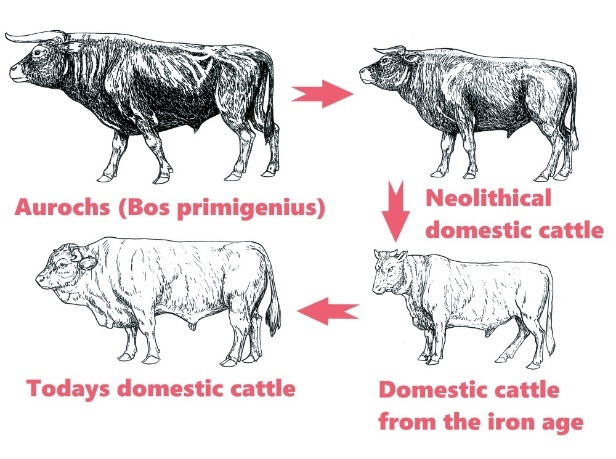 Aurochs (Bos primigenius)
Neolithical
domestic cattle
Domestic cattle
from the iron age
Todays domestic cattle